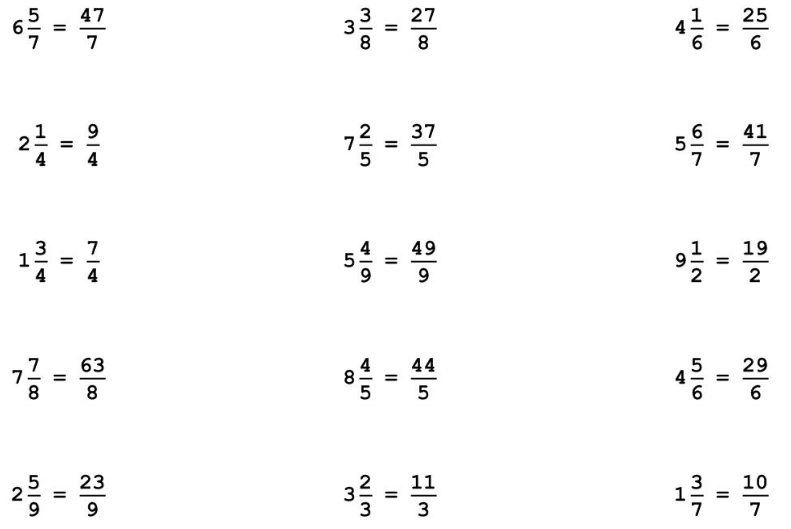 6 5/7 = 47/7    3 3/8 = 27/8    4 1/6 = 25/6
2 1/4 = 9/4    7 2/5 = 37/5    5 6/7 = 41/7
1 3/4 = 7/4    5 4/9 = 49/9    9 1/2 = 19/2
7 7/8 = 63/8    8 4/5 = 44/5    4 5/6 = 29/6
2 5/9 = 23/9    3 2/3 = 11/3    1 3/7 = 10/7